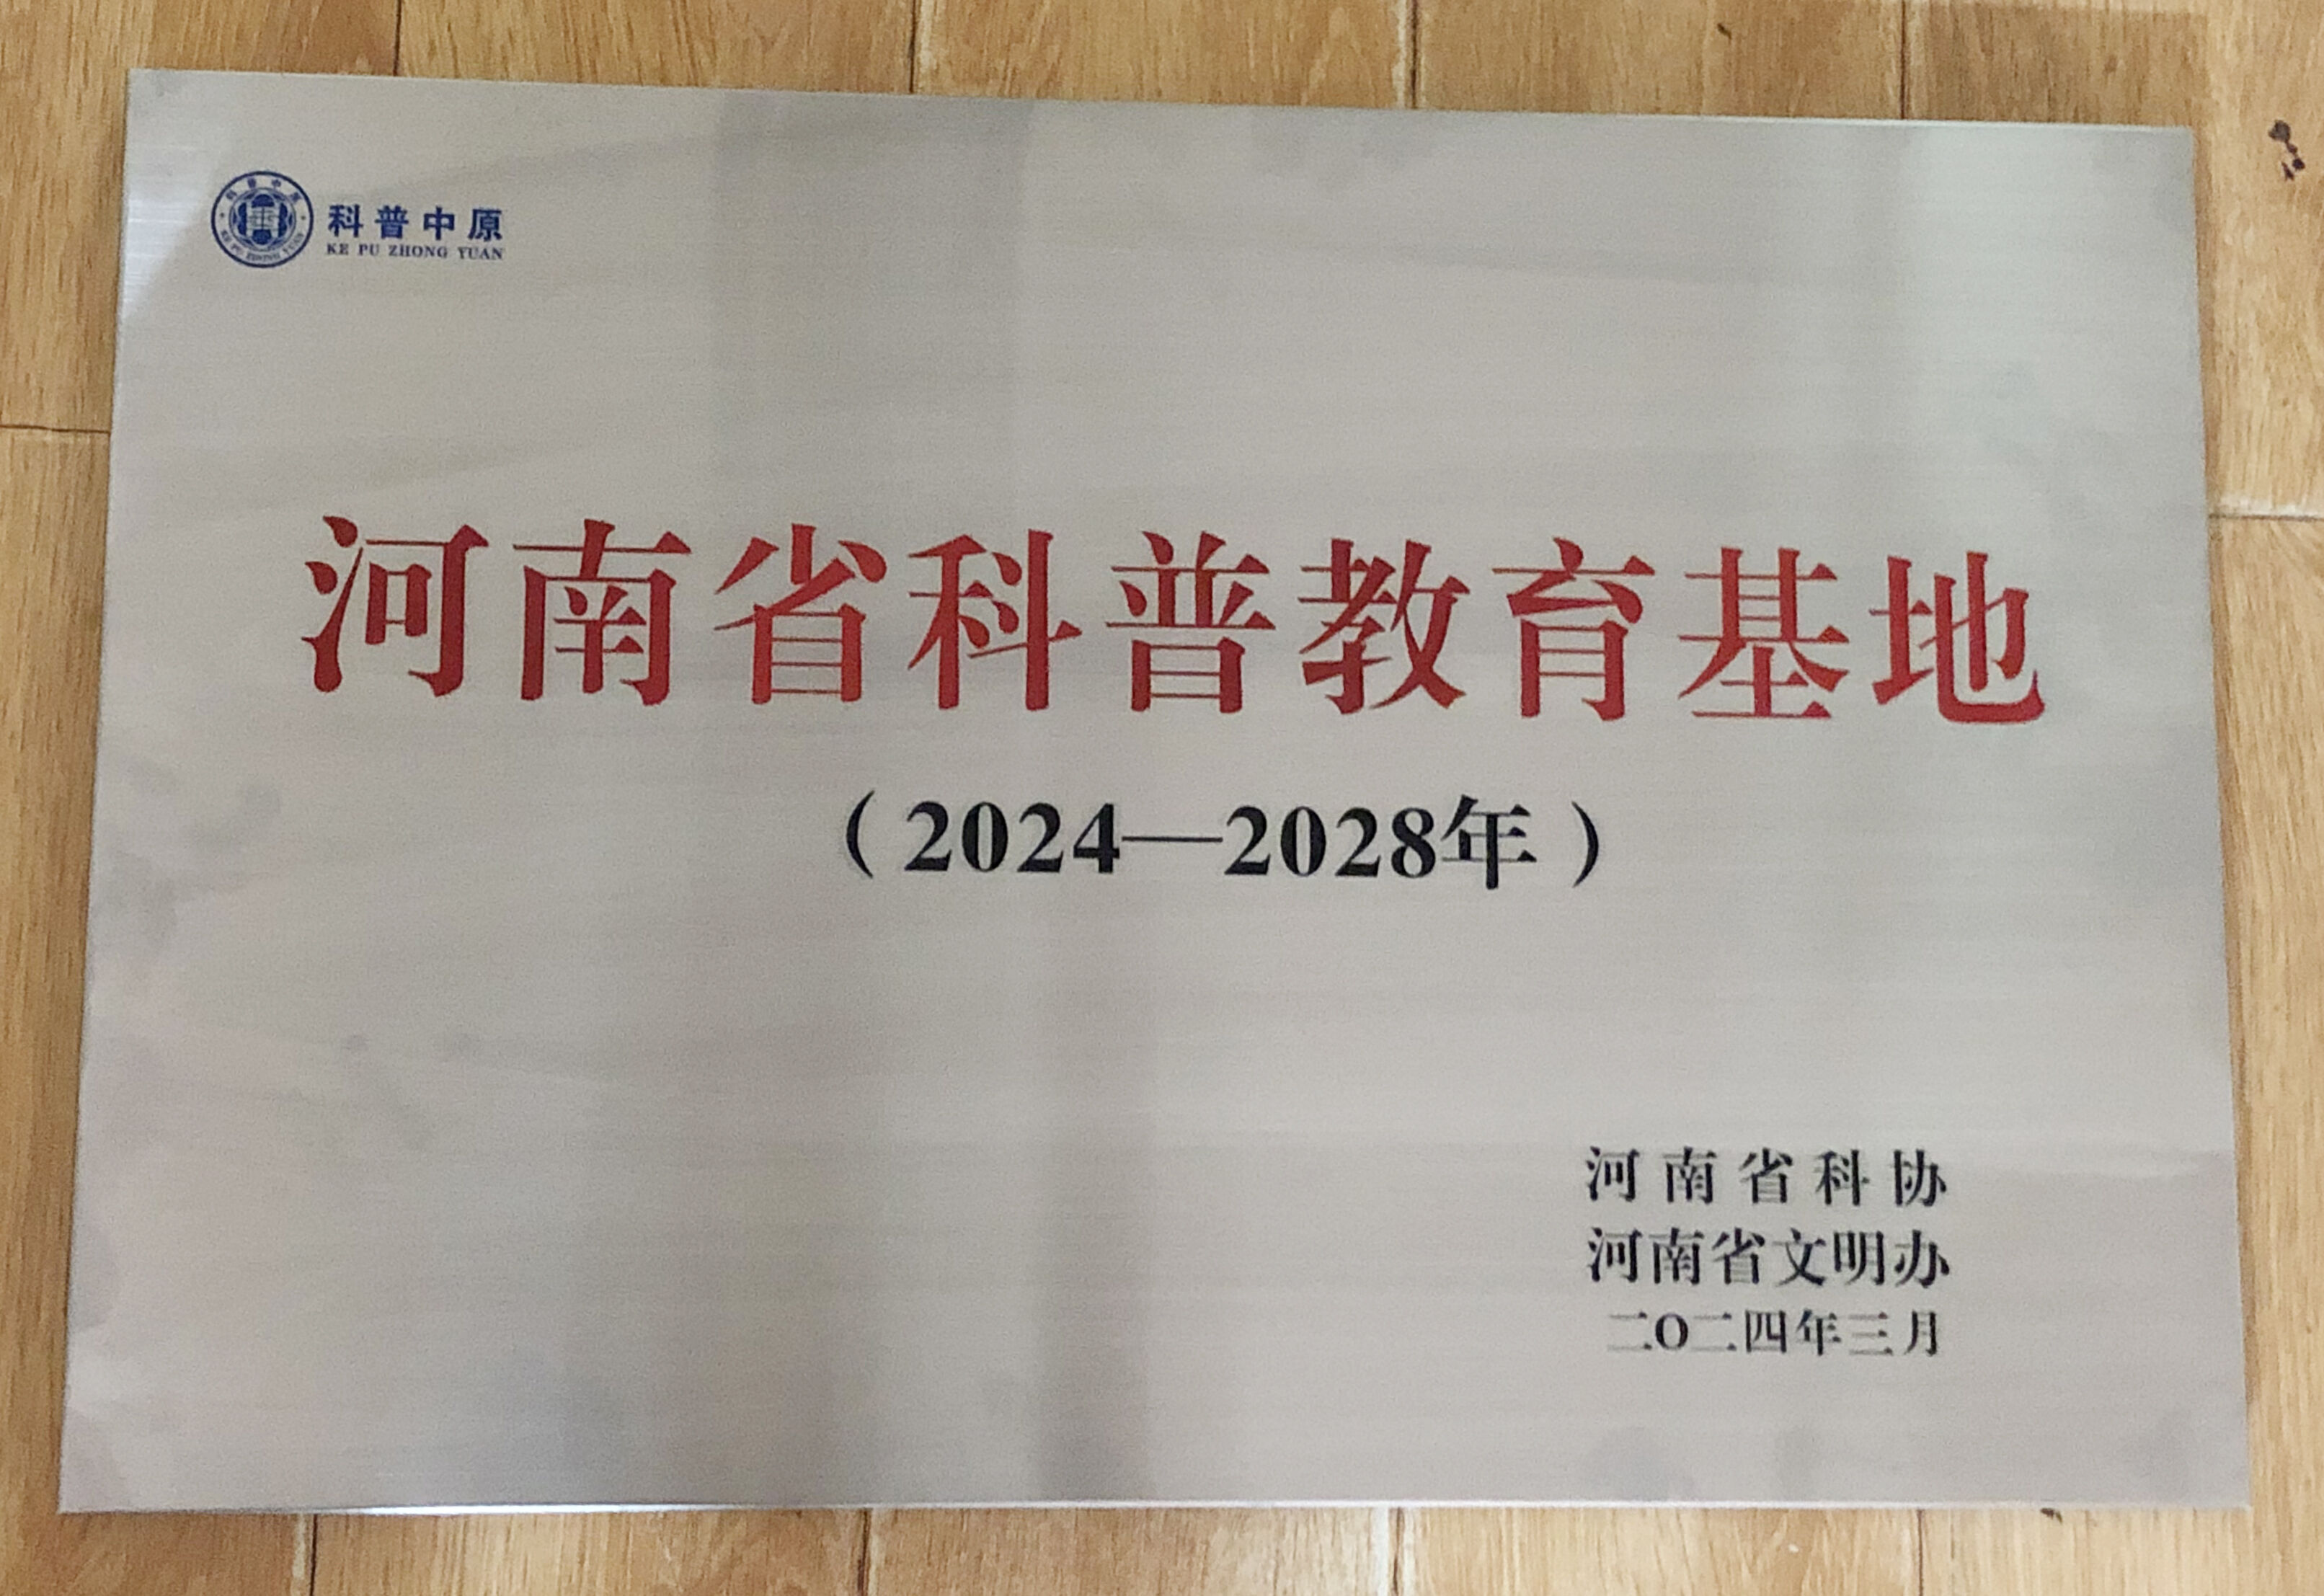 科普中原
KE PU ZHONG YUAN
河南省科普教育基地
（2024—2028年）
河南省科协
河南省文明办
二〇二四年三月